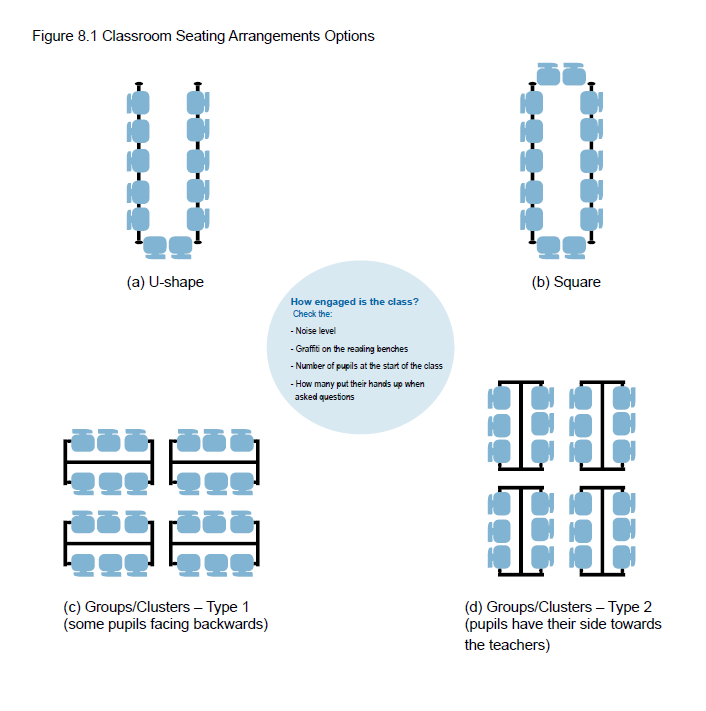 Figure 8.1 Classroom Seating Arrangements Options
(a) U-shape
(b) Square
How engaged is the class?
Check the:
- Noise level
- Graffiti on the reading benches
- Number of pupils at the start of the class
- How many put their hands up when
asked questions
(c) Groups/Clusters – Type 1
(some pupils facing backwards)
(d) Groups/Clusters – Type 2
(pupils have their side towards
the teachers)